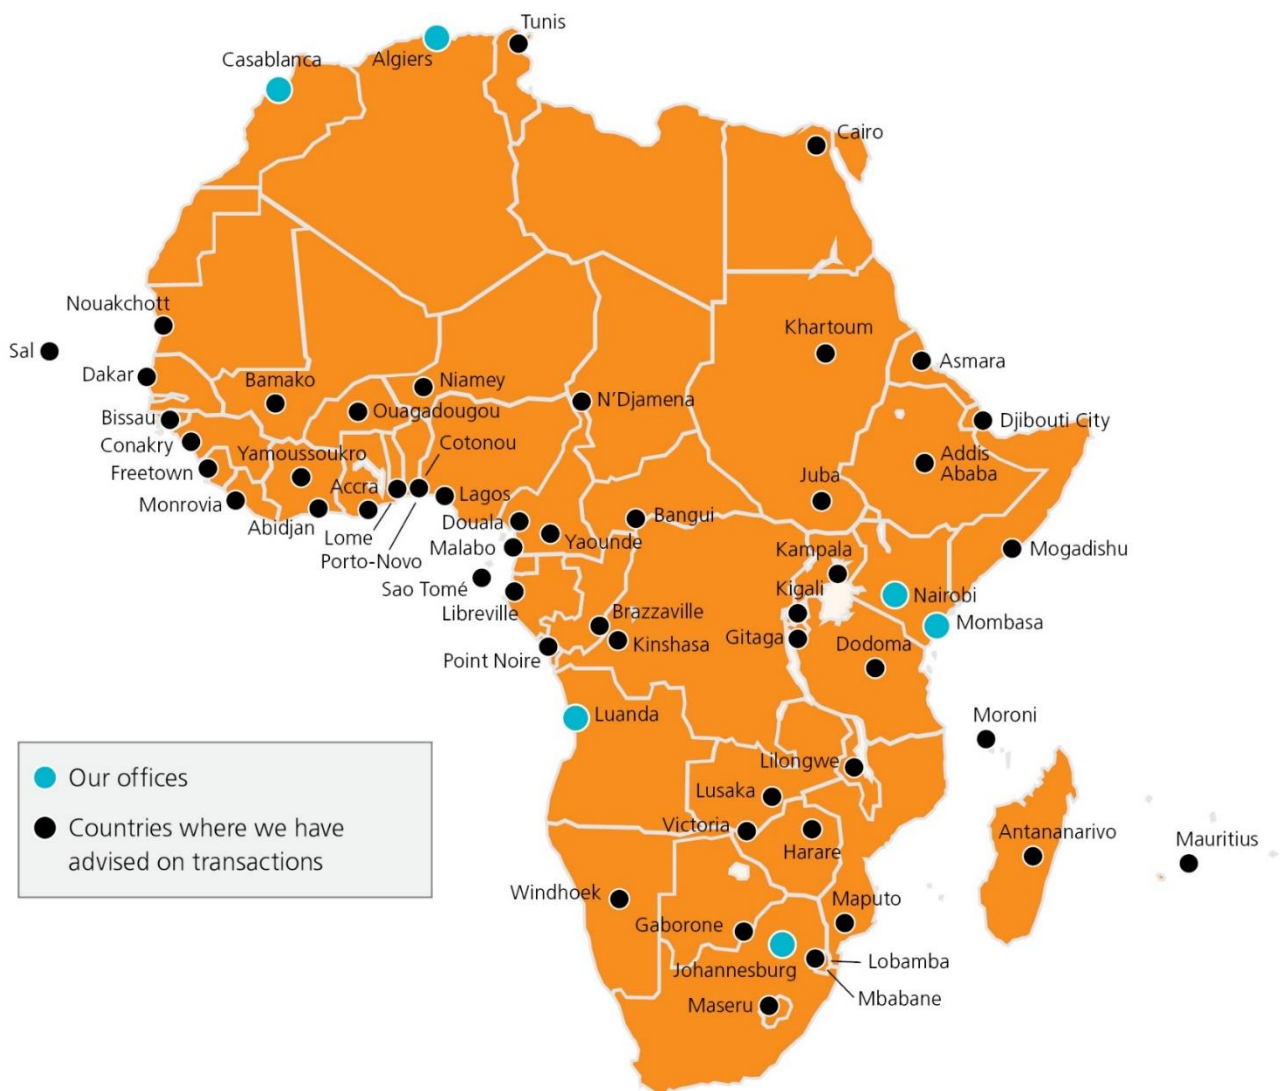 Tunis
Casablanca
Algiers
Cairo
Nouakchott
Khartoum
Sal
Asmara
Dakar
Bamako
Niamey
N'Djamena
Bissau
Ouagadougou
Djibouti City
Conakry
Cotonou
Yamoussoukro
Addis
Ababa
Freetown
Juba
Accra
Lagos
Monrovia
Abidjan
Lome
Douala
Bangui
Porto-Novo
Yaounde
Malabo
Kampala
Mogadishu
Sao Tomé
Kigali
Nairobi
Libreville
Brazzaville
Mombasa
Gitaga
Kinshasa
Dodoma
Point Noire
Luanda
Moroni
Lilongwe
Our offices
Lusaka
Countries where we have
advised on transactions
Victoria
Harare
Antananarivo
Mauritius
Windhoek
Maputo
Gaborone
Lobamba
Johannesburg
Mbabane
Maseru